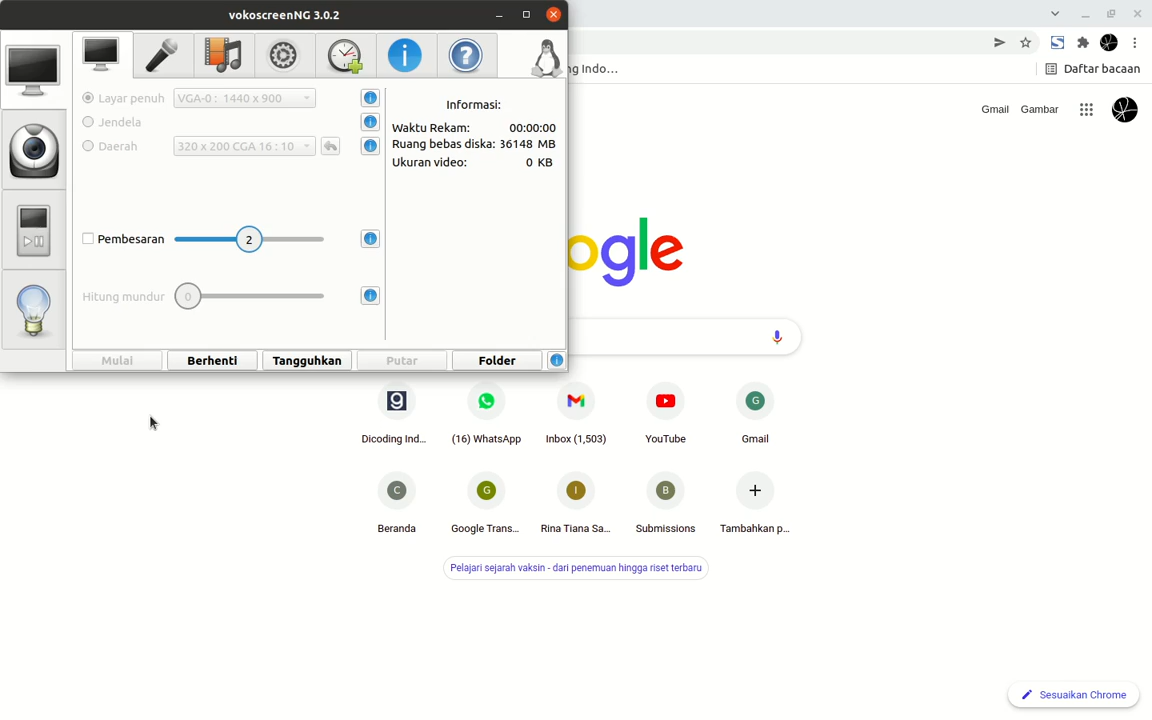 vokoscreenNG 3.0.2
ng Indo...
Daftar bacaan
Gmail
Gambar
Layar penuh
VGA-0 : 1440 x 900
Jendela
Daerah
320 x 200 CGA 16 : 10
Pembesaran
2
Hitung mundur
0
Informasi:
Waktu Rekam: 00:00:00
Ruang bebas diska: 36148 MB
Ukuran video: 0 KB
Mulai
Berhenti
Tangguhkan
Putar
Folder
ogle
Dicoding Ind...
(16) WhatsApp
Inbox (1,503)
YouTube
G
Gmail
C
Beranda
G
Google Trans...
I
Rina Tiana Sa...
B
Submissions
Tambahkan p...
Pelajari sejarah vaksin - dari penemuan hingga riset terbaru
Sesuaikan Chrome